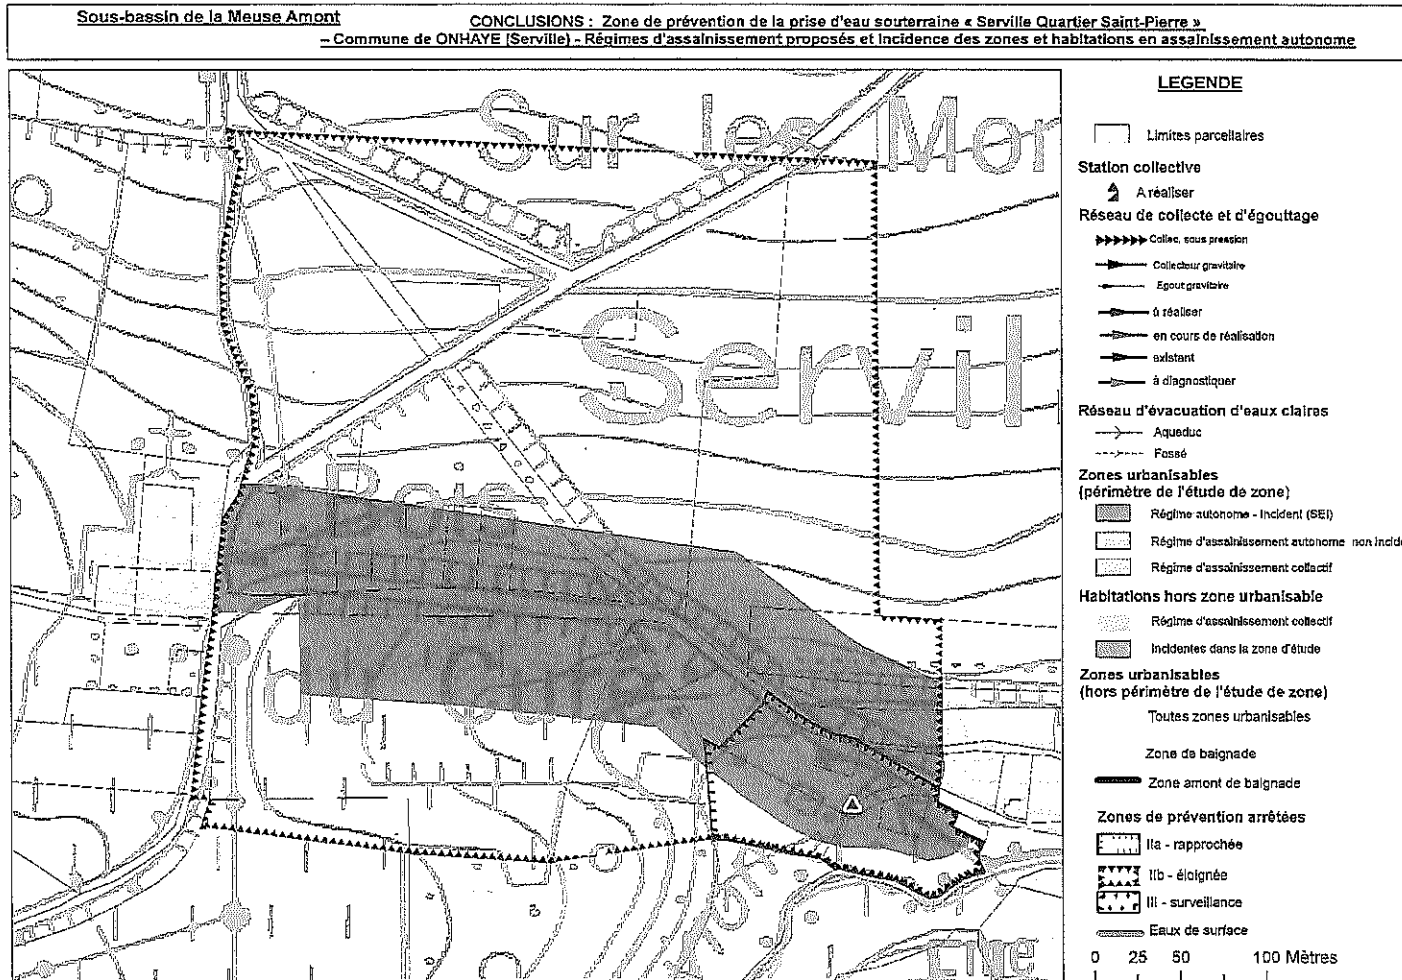 Sous-bassin de la Meuse Amont
CONCLUSIONS : Zone de prévention de la prise d'eau souterraine « Serville Quartier Saint-Pierre »
– Commune de ONHAYE (Serville) - Régimes d'assainissement proposés et incidence des zones et habitations en assainissement autonome
Sur les Mon
Servil
LEGENDE
Limites parcellaires
Station collective
A réaliser
Réseau de collecte et d'égouttage
Collec. sous pression
Collecteur gravitaire
Egout gravitaire
à réaliser
en cours de réalisation
existant
à diagnostiquer
Réseau d'évacuation d'eaux claires
Aqueduc
Fossé
Zones urbanisables
(périmètre de l'étude de zone)
Régime autonome - Incident (SEI)
Régime d'assainissement autonome non incide
Régime d'assainissement collectif
Habitations hors zone urbanisable
Régime d'assainissement collectif
Incidentes dans la zone d'étude
Zones urbanisables
(hors périmètre de l'étude de zone)
Toutes zones urbanisables
Zone de baignade
Zone amont de baignade
Zones de prévention arrêtées
IIa - rapprochée
IIb - éloignée
III - surveillance
Eaux de surface
0 25 50 100 Mètres